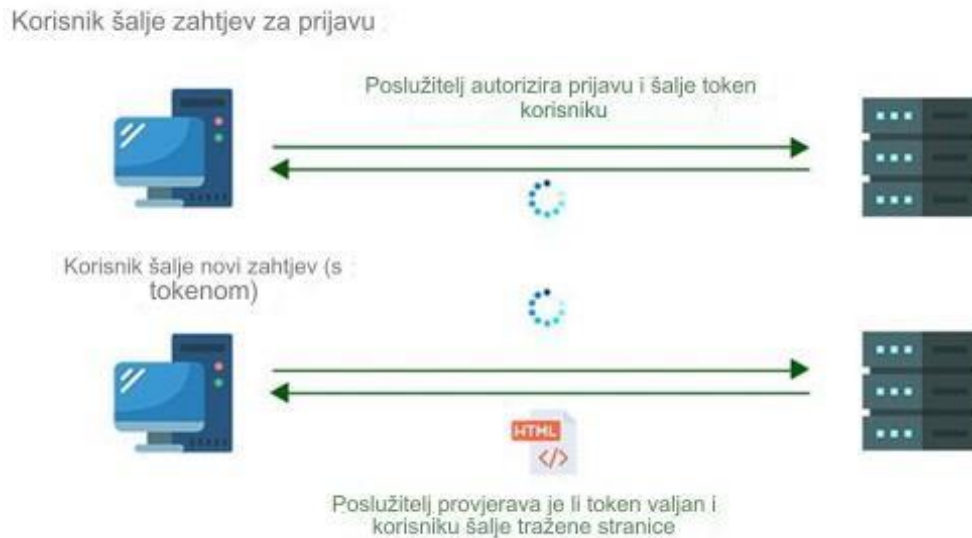 Korisnik šalje zahtjev za prijavu
Poslužitelj autorizira prijavu i šalje token
korisniku
Korisnik šalje novi zahtjev (s
tokenom)
HTML
</>
Poslužitelj provjerava je li token valjan i
korisniku šalje tražene stranice